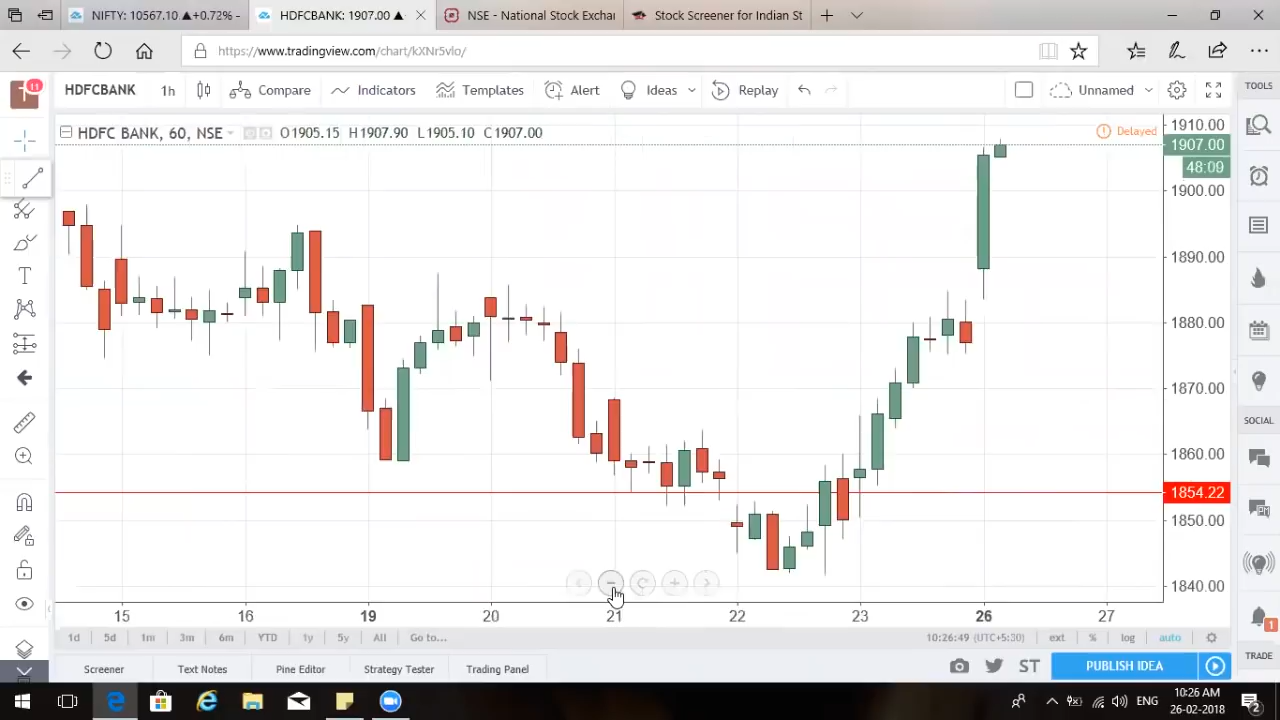 NIFTY: 10567.10 ▲+0.72% -
HDFCBANK: 1907.00 ▲
NSE - National Stock Exchan
Stock Screener for Indian St
https://www.tradingview.com/chart/kXNr5vlo/
11
HDFCBANK 1h Compare Indicators Templates Alert Ideas Replay Unnamed
TOOLS
HDFC BANK, 60, NSE O1905.15 H1907.90 L1905.10 C1907.00
Delayed
1910.00
1907.00
48:09
1900.00
1890.00
1880.00
1870.00
1860.00
1854.22
1850.00
1840.00
T
SOCIAL
15 16 19 20 21 22 23 26 27
1d 5d 1m 3m 6m YTD 1y 5y All Go to...
10:26:49 (UTC+5:30) ext % log auto
1
TRADE
Screener Text Notes Pine Editor Strategy Tester Trading Panel
ST PUBLISH IDEA
ENG
10:26 AM
26-02-2018
2